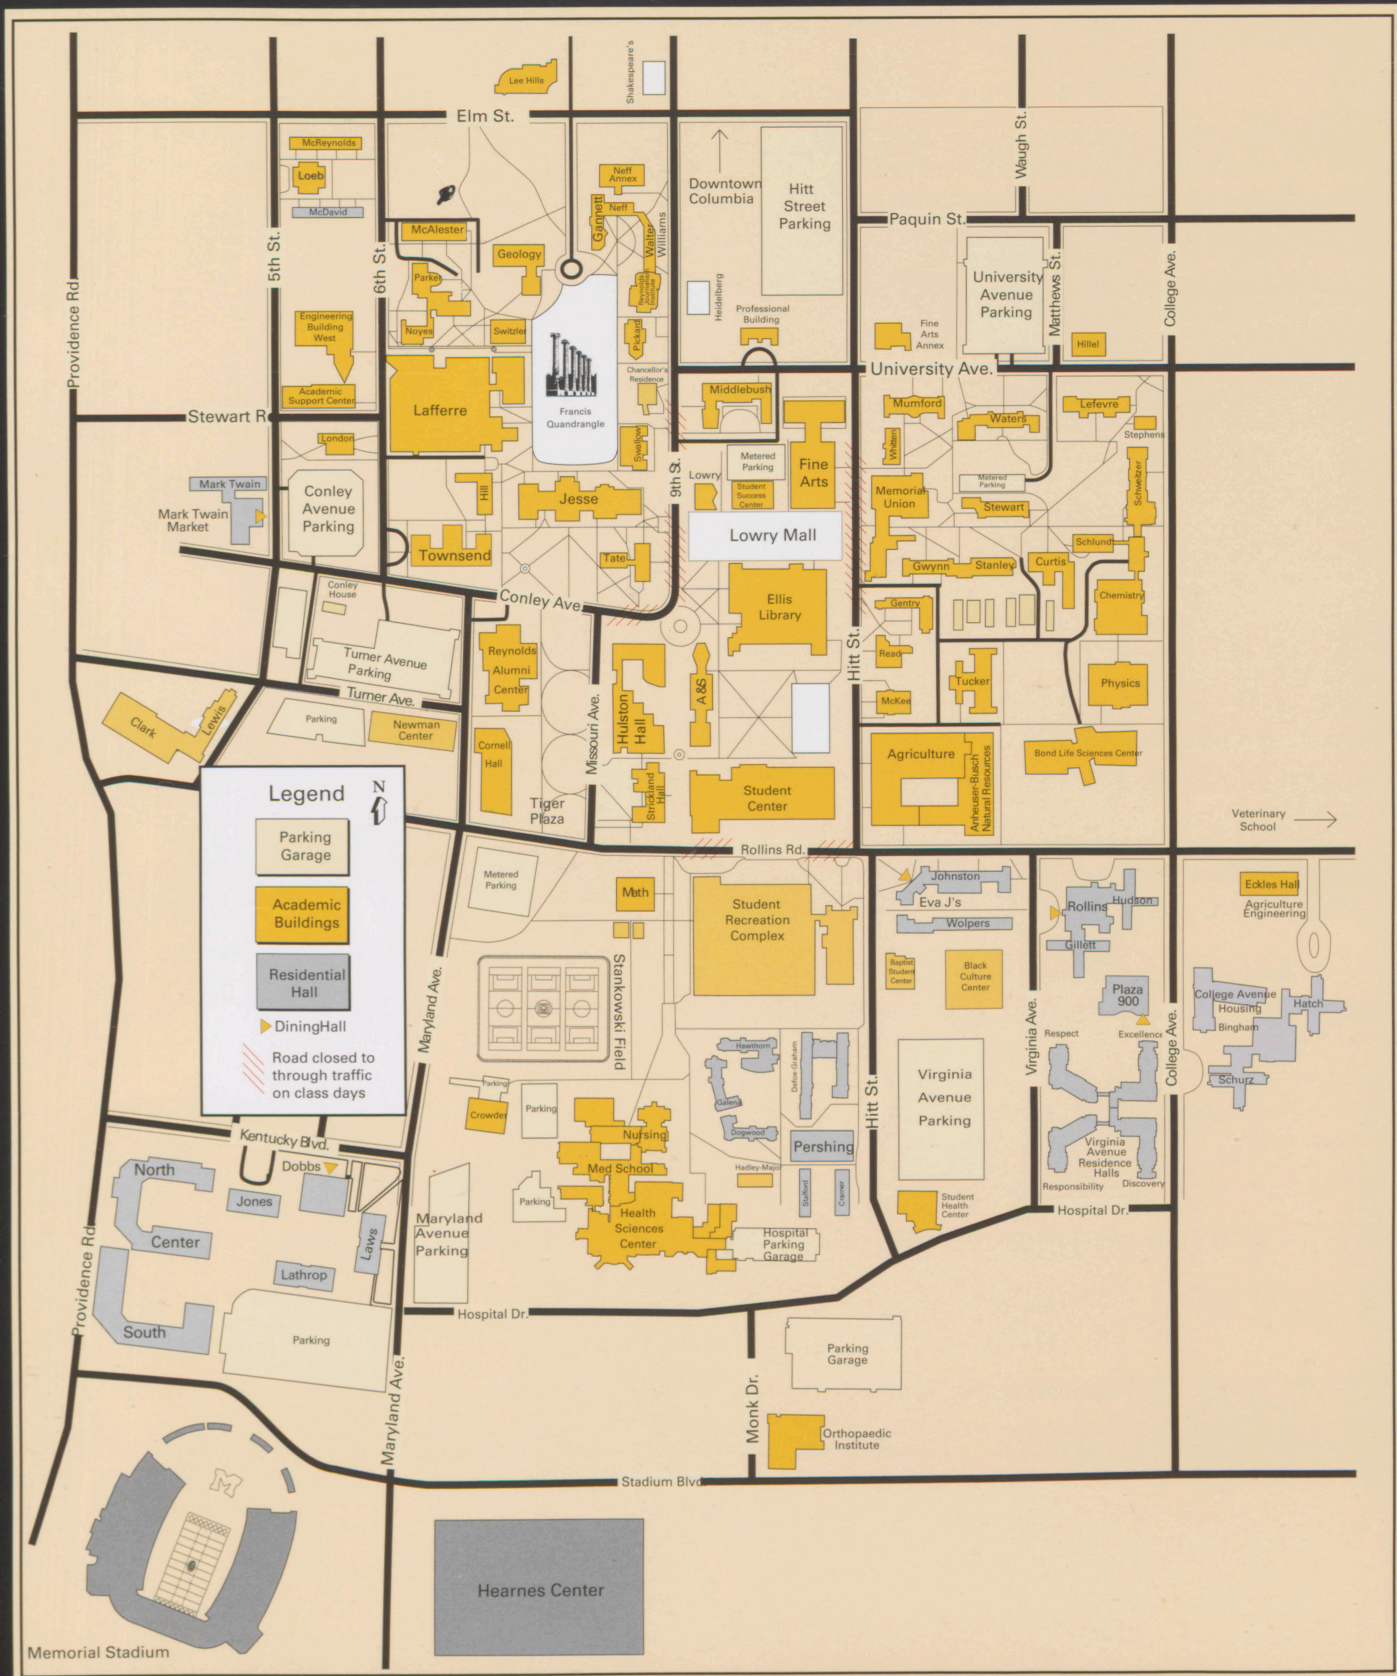 Lee Hills
Shakespeare's
Elm St.
McReynolds
Loeb
McDavid
Neff
Annex
Neff
Gannett
Walter
Williams
Downtown
Columbia
Hitt
Street
Parking
Waugh St.
Paquin St.
5th St.
6th St.
McAlester
Geology
Parker
Noyes
Switzler
Reynolds
Journalism
Institute
Pickard
Heidelberg
Professional
Building
Fine
Arts
Annex
University
Avenue
Parking
Matthews St.
College Ave.
Hillel
Providence Rd.
Engineering
Building
West
Academic
Support Center
Stewart R
Lafferre
Francis
Quandrangle
Chancellor's
Residence
University Ave.
Middlebush
Mumford
Waters
Lefevre
Stephens
London
Swallow
9th St.
Lowry
Metered
Parking
Student
Success
Center
Fine
Arts
Whitten
Metered
Parking
Schweitzer
Mark Twain
Mark Twain
Market
Conley
Avenue
Parking
Hill
Jesse
Memorial
Union
Stewart
Lowry Mall
Townsend
Tate
Schlundt
Gwynn
Stanley
Curtis
Conley
House
Conley Ave.
Ellis
Library
Gentry
Chemistry
Turner Avenue
Parking
Reynolds
Alumni
Center
Hitt St.
Read
Tucker
Physics
Turner Ave.
McKee
Clark
Lewis
Parking
Newman
Center
Missouri Ave.
Hulston
Hall
A&S
Cornell
Hall
Agriculture
Anheuser-Busch
Natural Resources
Bond Life Sciences Center
Strickland
Hall
Student
Center
Tiger
Plaza
Rollins Rd.
Veterinary
School
Legend
N
Parking
Garage
Academic
Buildings
Residential
Hall
DiningHall
Road closed to
through traffic
on class days
Metered
Parking
Math
Student
Recreation
Complex
Johnston
Eva J's
Wolpers
Rollins
Hudson
Gillett
Eckles Hall
Agriculture
Engineering
Baptist
Student
Center
Black
Culture
Center
Plaza
900
College Avenue
Housing
Hatch
Bingham
Schurz
Maryland Ave.
Stankowski Field
Virginia Ave.
Respect
Excellence
College Ave.
Hawthorn
Defoe-Graham
Galena
Dogwood
Hitt St.
Virginia
Avenue
Parking
Parking
Crowder
Parking
Nursing
Med School
Pershing
Hadley-Major
Stafford
Cramer
Virginia
Avenue
Residence
Halls
Responsibility
Discovery
Kentucky Blvd.
North
Dobbs
Jones
Center
Laws
Lathrop
South
Parking
Providence Rd.
Maryland
Avenue
Parking
Parking
Health
Sciences
Center
Hospital
Parking
Garage
Student
Health
Center
Hospital Dr.
Hospital Dr.
Parking
Garage
Maryland Ave.
Monk Dr.
Orthopaedic
Institute
Stadium Blvd.
M
Hearnes Center
Memorial Stadium